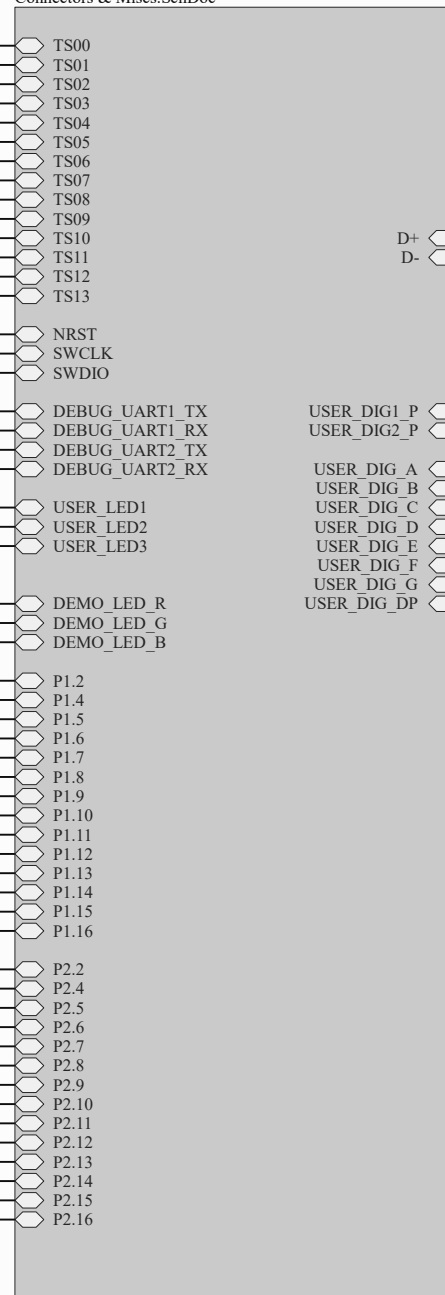 Connectors & Miscs.SchDoc
TS00
TS01
TS02
TS03
TS04
TS05
TS06
TS07
TS08
TS09
TS10 D+
TS11 D-
TS12
TS13
NRST
SWCLK
SWDIO
DEBUG_UART1_TX USER_DIG1_P
DEBUG_UART1_RX USER_DIG2_P
DEBUG_UART2_TX
DEBUG_UART2_RX USER_DIG_A
USER_DIG_B
USER_LED1 USER_DIG_C
USER_LED2 USER_DIG_D
USER_LED3 USER_DIG_E
USER_DIG_F
USER_DIG_G
DEMO_LED_R USER_DIG_DP
DEMO_LED_G
DEMO_LED_B
P1.2
P1.4
P1.5
P1.6
P1.7
P1.8
P1.9
P1.10
P1.11
P1.12
P1.13
P1.14
P1.15
P1.16
P2.2
P2.4
P2.5
P2.6
P2.7
P2.8
P2.9
P2.10
P2.11
P2.12
P2.13
P2.14
P2.15
P2.16